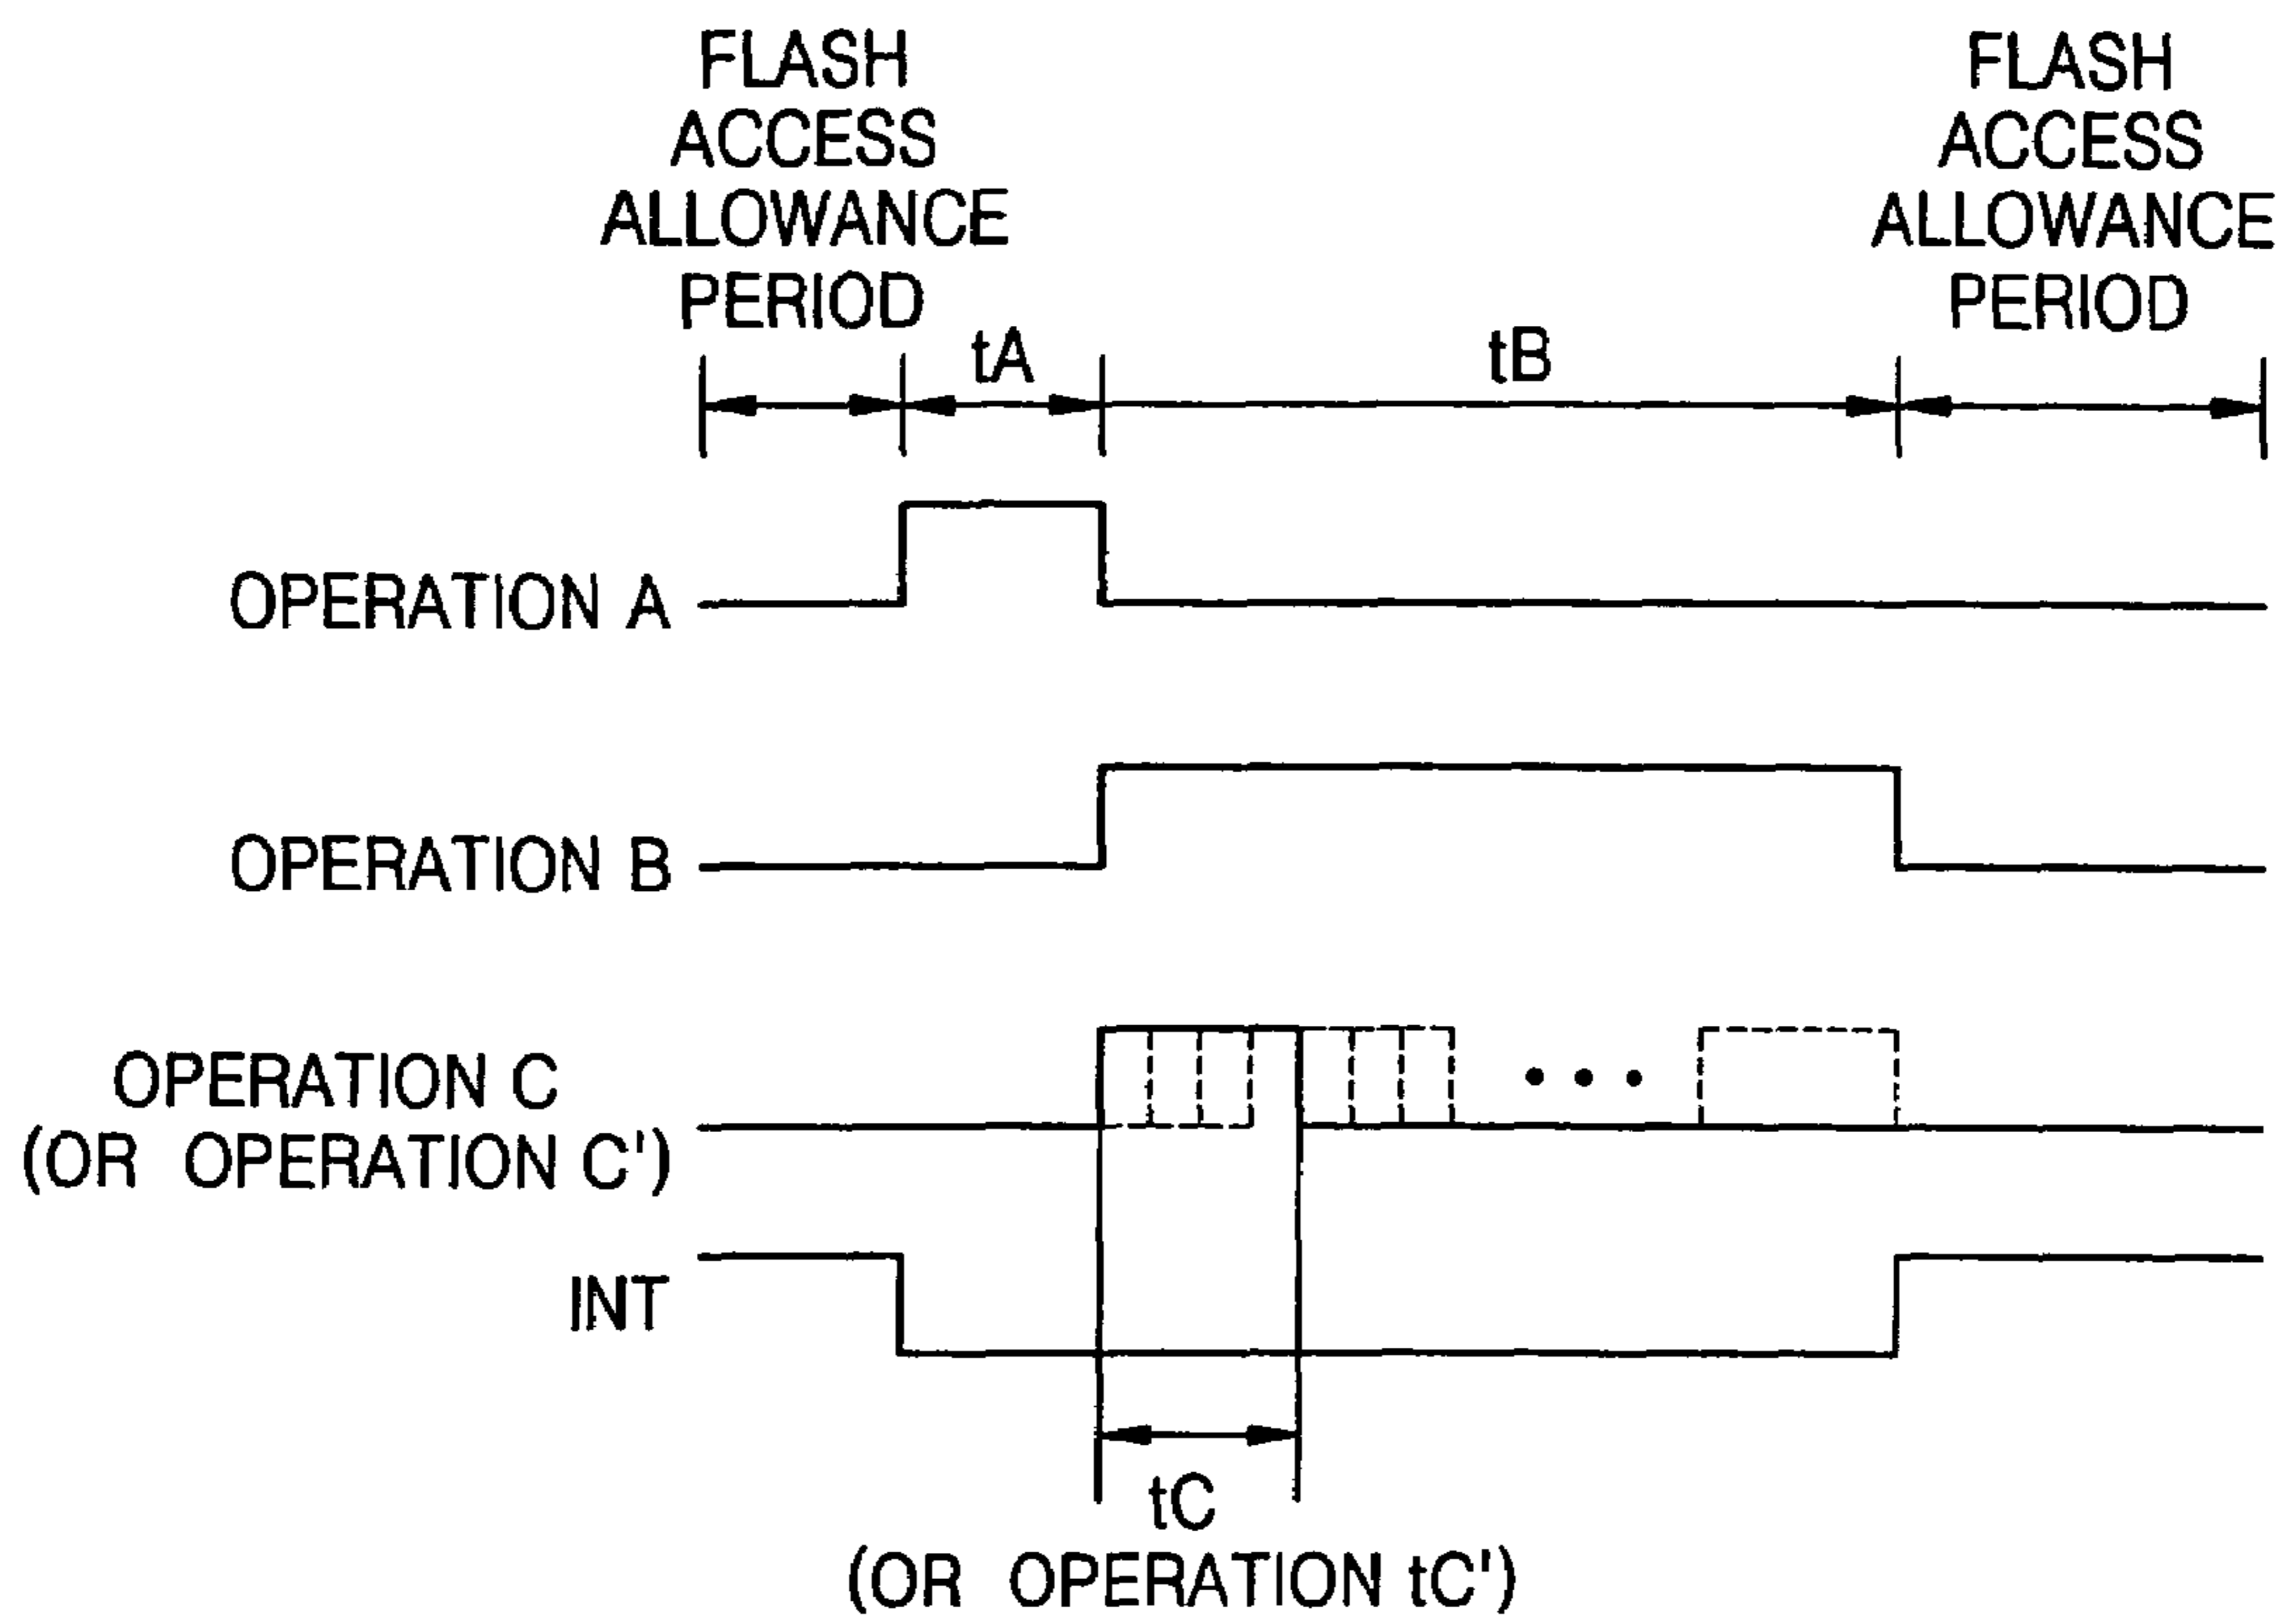 FLASH
ACCESS
ALLOWANCE
PERIOD
tA
tB
FLASH
ACCESS
ALLOWANCE
PERIOD
OPERATION A
OPERATION B
OPERATION C
(OR OPERATION C')
INT
tC
(OR OPERATION tC')